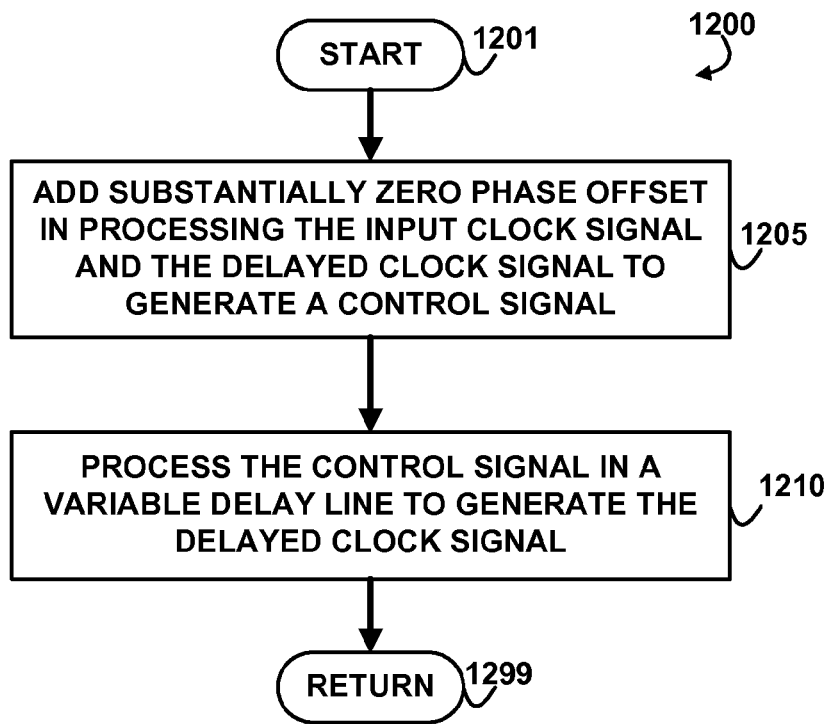 START
1201
1200
ADD SUBSTANTIALLY ZERO PHASE OFFSET
IN PROCESSING THE INPUT CLOCK SIGNAL
AND THE DELAYED CLOCK SIGNAL TO
GENERATE A CONTROL SIGNAL
1205
PROCESS THE CONTROL SIGNAL IN A
VARIABLE DELAY LINE TO GENERATE THE
DELAYED CLOCK SIGNAL
1210
RETURN
1299